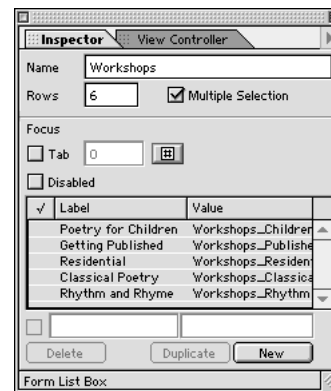 Inspector View Controller
Name Workshops
Rows 6 Multiple Selection
Focus
Tab 0
Disabled
√ Label Value
Poetry for Children Workshops_Children
Getting Published Workshops_Publishe
Residential Workshops_Resident
Classical Poetry Workshops_Classica
Rhythm and Rhyme Workshops_Rhythm
Delete Duplicate New
Form List Box